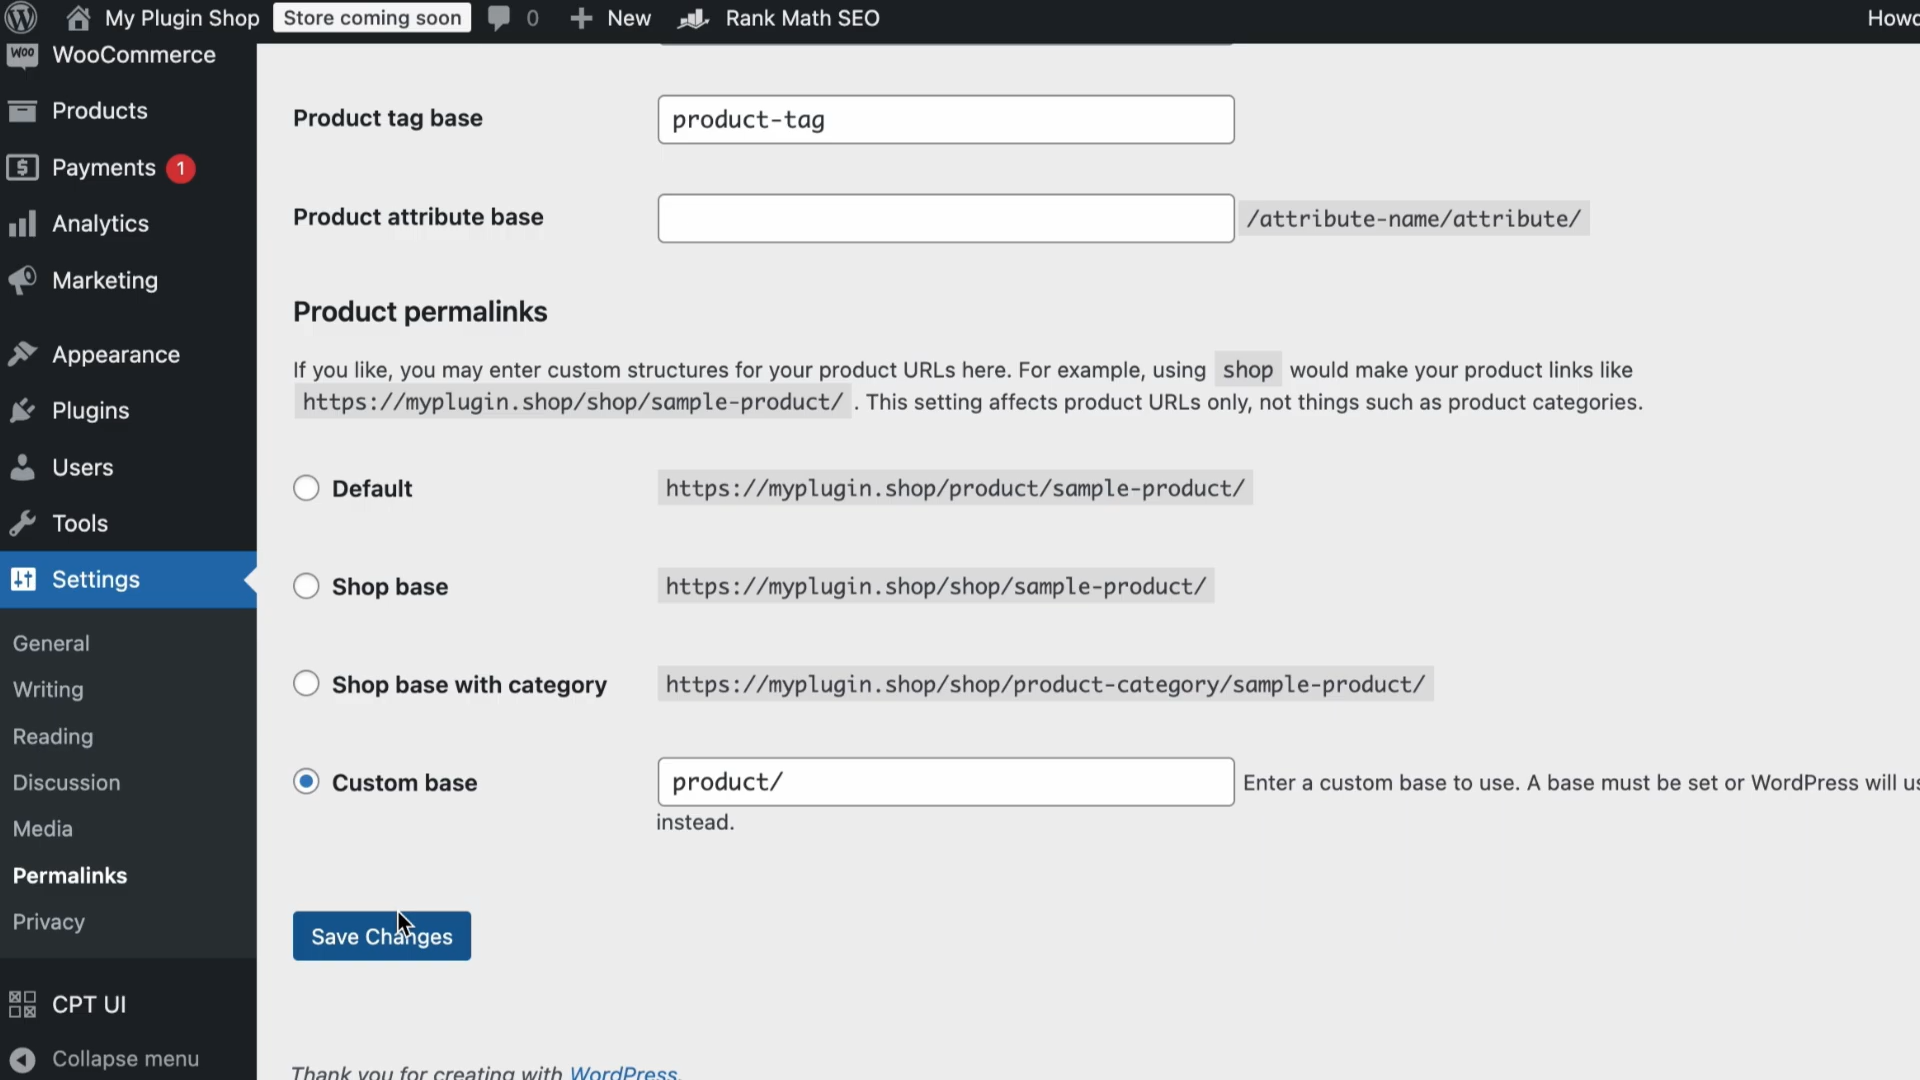 My Plugin Shop
Store coming soon
0
New
Rank Math SEO
Howd
WOO
WooCommerce
Products
Payments 1
Analytics
Marketing
Appearance
Plugins
Users
Tools
Settings
General
Writing
Reading
Discussion
Media
Permalinks
Privacy
CPT UI
Collapse menu
Product tag base
product-tag
Product attribute base
/attribute-name/attribute/
Product permalinks
If you like, you may enter custom structures for your product URLs here. For example, using shop would make your product links like
https://myplugin.shop/shop/sample-product/ . This setting affects product URLs only, not things such as product categories.
Default
https://myplugin.shop/product/sample-product/
Shop base
https://myplugin.shop/shop/sample-product/
Shop base with category
https://myplugin.shop/shop/product-category/sample-product/
Custom base
product/
Enter a custom base to use. A base must be set or WordPress will us
instead.
Save Changes
Thank you for creating with WordPress.